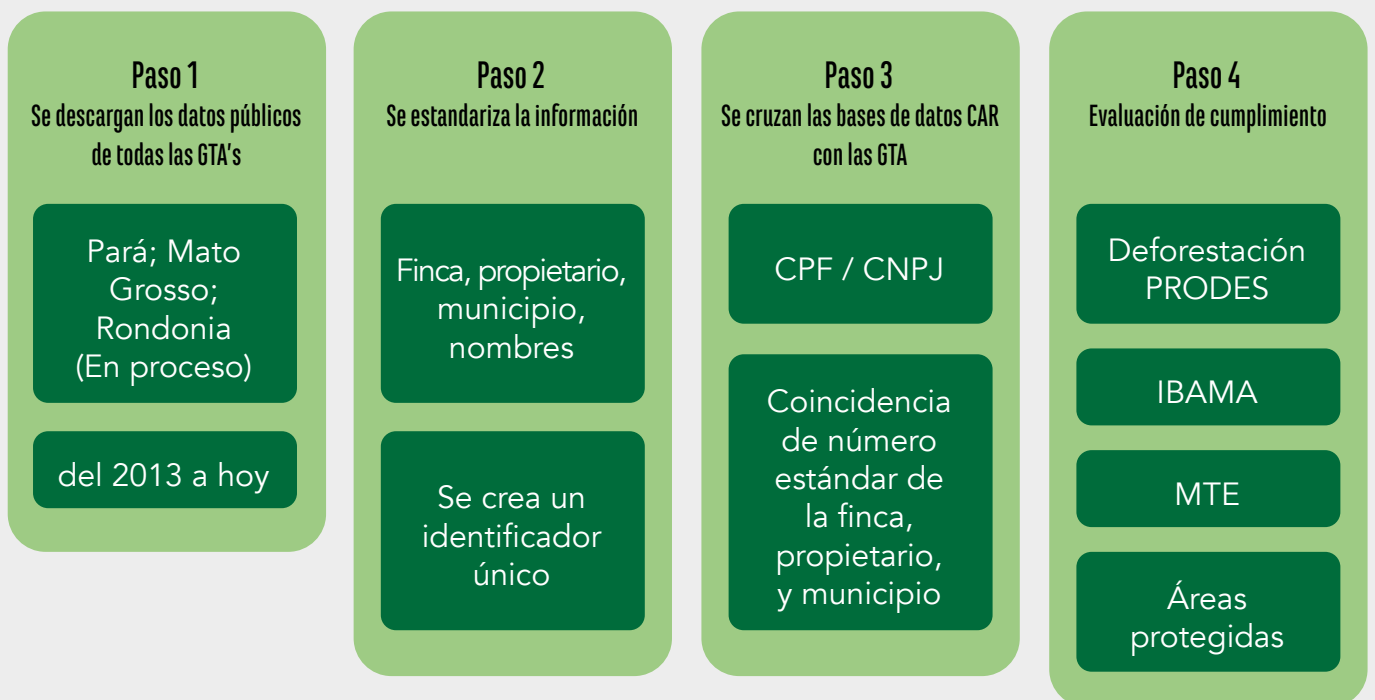 Paso 1
Se descargan los datos públicos
de todas las GTA's
Pará; Mato
Grosso;
Rondonia
(En proceso)
del 2013 a hoy
Paso 2
Se estandariza la información
Finca, propietario,
municipio,
nombres
Se crea un
identificador
único
Paso 3
Se cruzan las bases de datos CAR
con las GTA
CPF / CNPJ
Coincidencia
de número
estándar de
la finca,
propietario,
y municipio
Paso 4
Evaluación de cumplimiento
Deforestación
PRODES
IBAMA
MTE
Áreas
protegidas